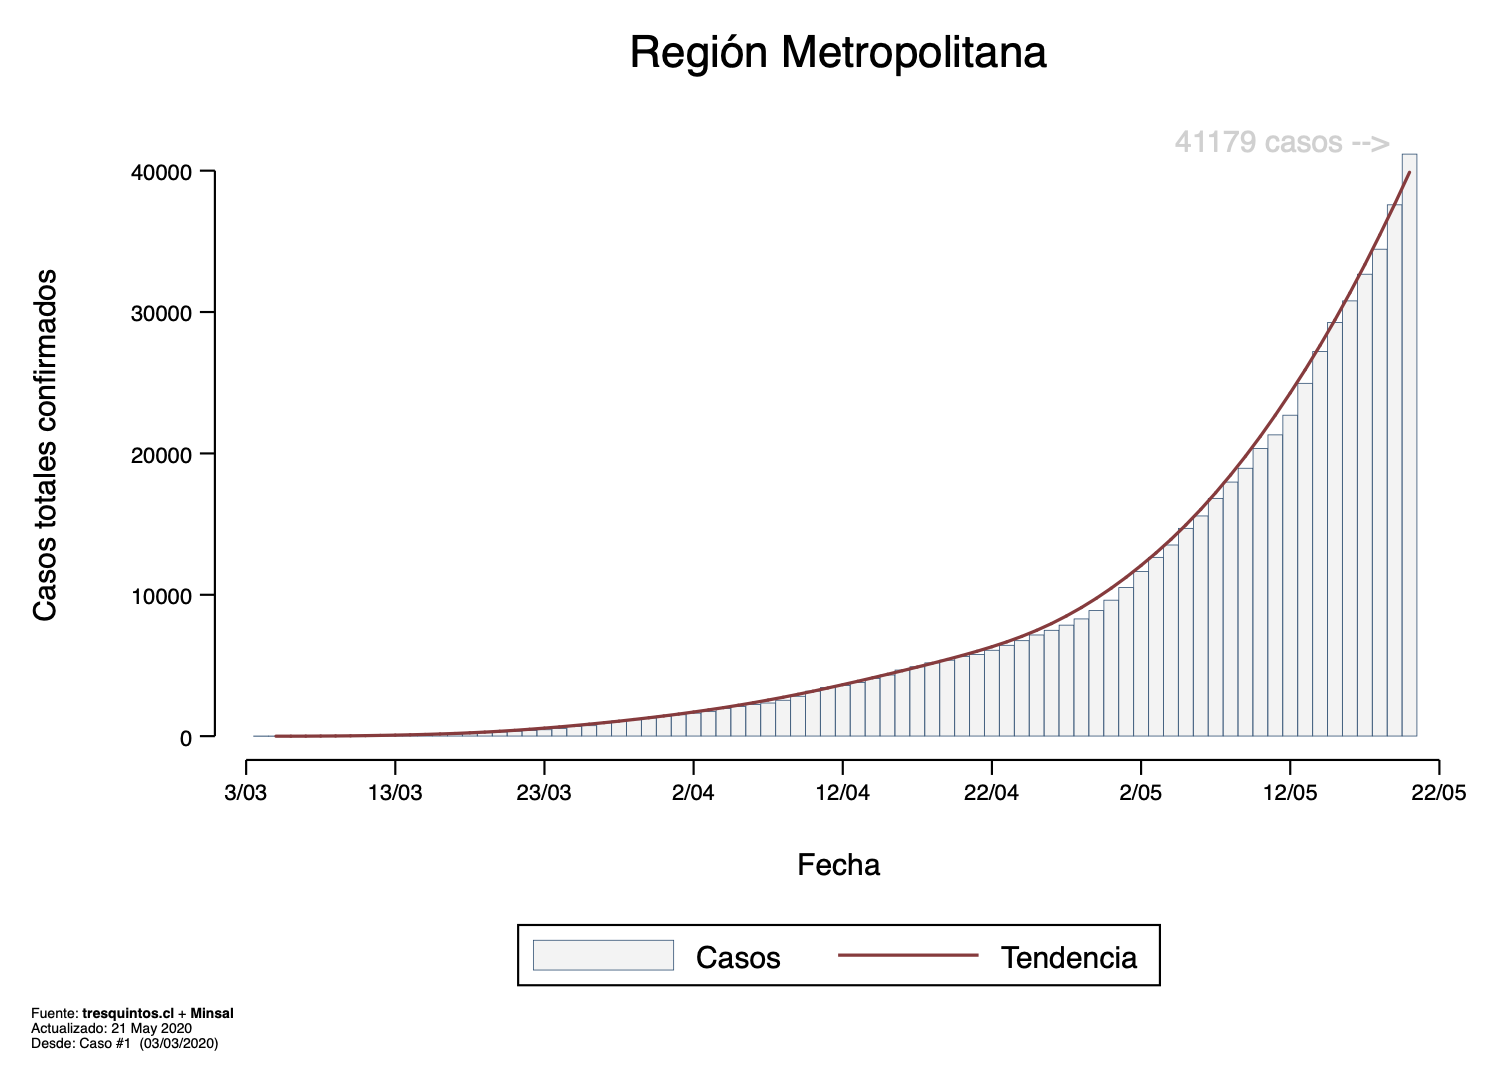 Región Metropolitana
41179 casos -->
Casos totales confirmados
40000
30000
20000
10000
0
3/03 13/03 23/03 2/04 12/04 22/04 2/05 12/05 22/05
Fecha
Casos Tendencia
Fuente: tresquintos.cl + Minsal
Actualizado: 21 May 2020
Desde: Caso #1 (03/03/2020)